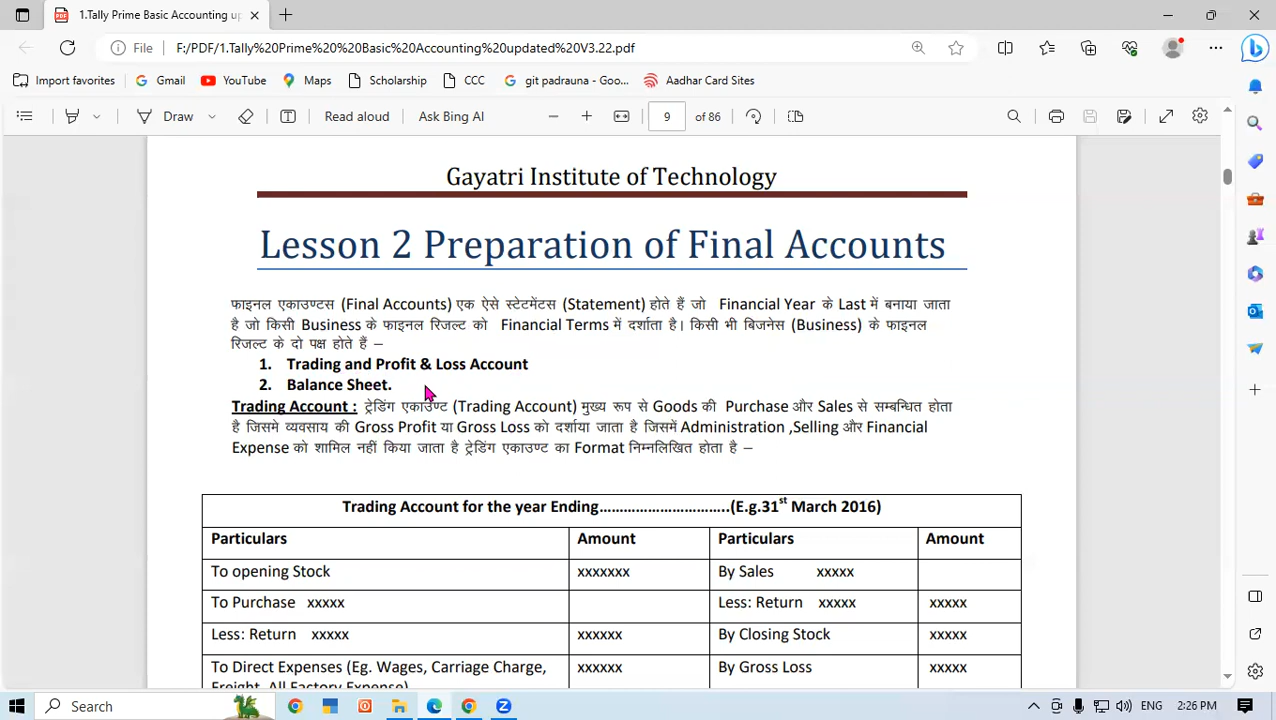 1.Tally Prime Basic Accounting up
File
F:/PDF/1.Tally%20Prime%20%20Basic%20Accounting%20updated%20V3.22.pdf
Import favorites
Gmail
YouTube
Maps
Scholarship
CCC
git padrauna - Goo...
Aadhar Card Sites
Draw
Read aloud
Ask Bing AI
9
of 86
Gayatri Institute of Technology
Lesson 2 Preparation of Final Accounts
फाइनल एकाउण्टस (Final Accounts) एक ऐसे स्टेटमेंटस (Statement) होते हैं जो Financial Year के Last में बनाया जाता
है जो किसी Business के फाइनल रिजल्ट को Financial Terms में दर्शाता है। किसी भी बिजनेस (Business) के फाइनल
रिजल्ट के दो पक्ष होते हैं –
1. Trading and Profit & Loss Account
2. Balance Sheet.
Trading Account : ट्रेडिंग एकाउण्ट (Trading Account) मुख्य रूप से Goods की Purchase और Sales से सम्बन्धित होता
है जिसमे व्यवसाय की Gross Profit या Gross Loss को दर्शाया जाता है जिसमें Administration ,Selling और Financial
Expense को शामिल नहीं किया जाता है ट्रेडिंग एकाउण्ट का Format निम्नलिखित होता है –
Trading Account for the year Ending…………………………..(E.g.31st March 2016)
Particulars Amount Particulars Amount
To opening Stock xxxxxxx By Sales xxxxx
To Purchase xxxxx Less: Return xxxxx xxxxx
Less: Return xxxxx xxxxxx By Closing Stock xxxxx
To Direct Expenses (Eg. Wages, Carriage Charge, xxxxxx By Gross Loss xxxxx
Freight, All Factory Expense)
Search
ENG
2:26 PM